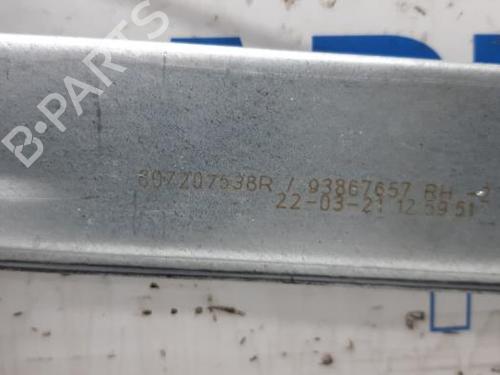 B-PARTS
807207538R / 93867657 RH -
22-03-21 12 59 51